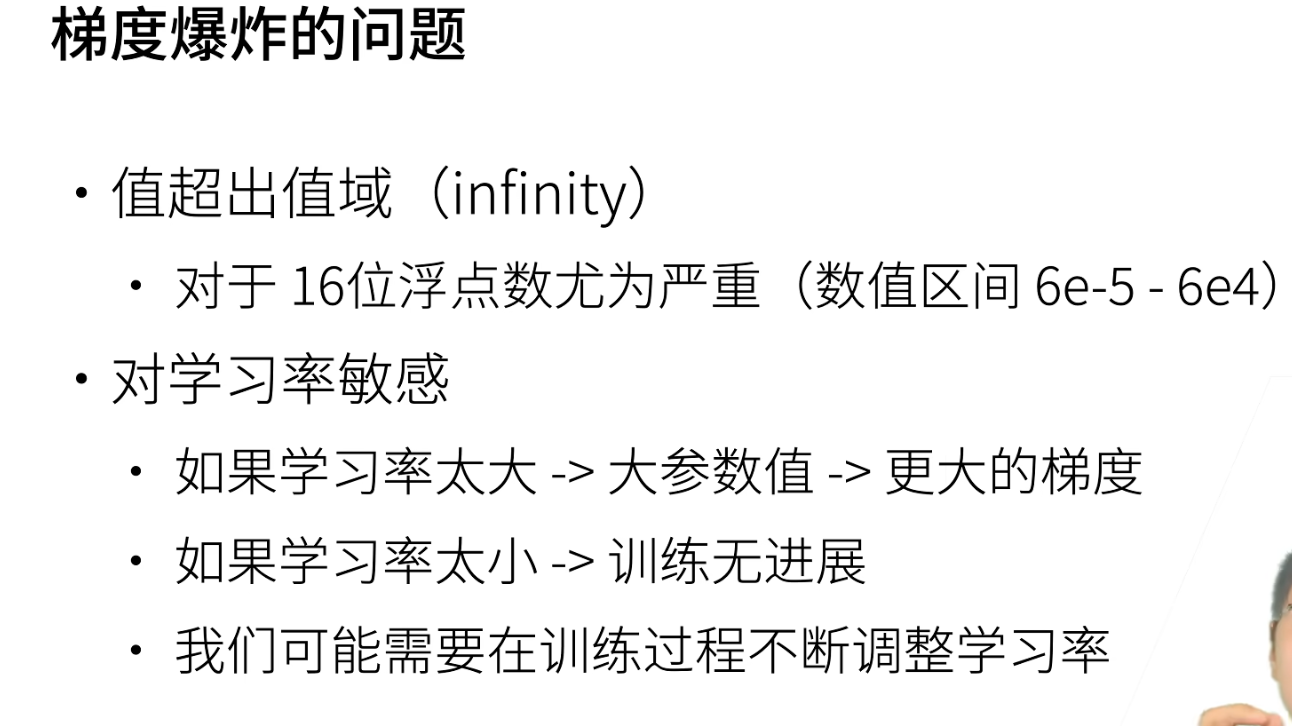 梯度爆炸的问题
• 值超出值域（infinity）
• 对于 16位浮点数尤为严重（数值区间 6e-5 - 6e4）
• 对学习率敏感
• 如果学习率太大 -> 大参数值 -> 更大的梯度
• 如果学习率太小 -> 训练无进展
• 我们可能需要在训练过程不断调整学习率